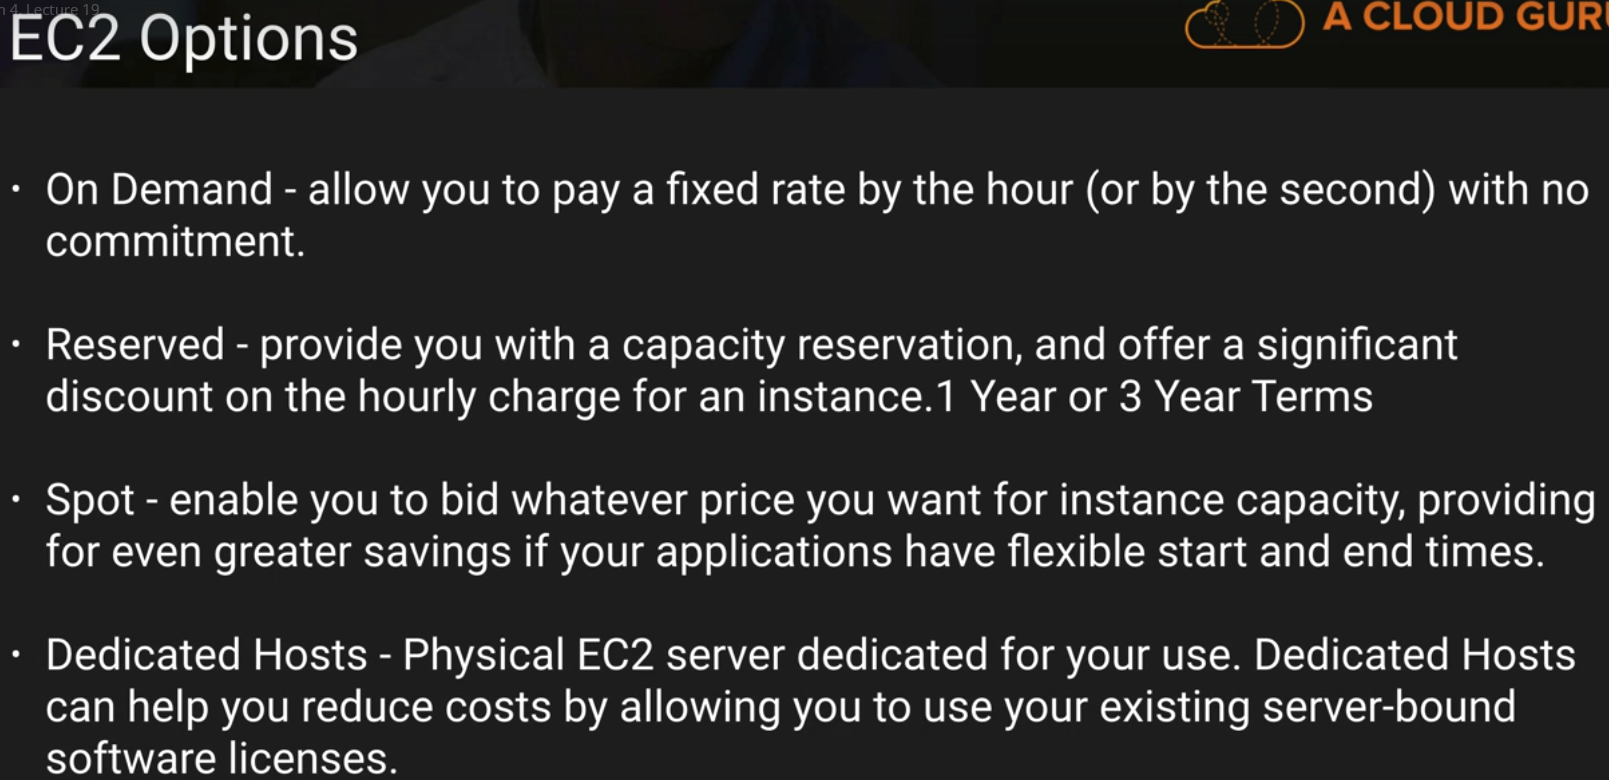 n 4, Lecture 19
EC2 Options
A CLOUD GURU
· On Demand - allow you to pay a fixed rate by the hour (or by the second) with no
commitment.
· Reserved - provide you with a capacity reservation, and offer a significant
discount on the hourly charge for an instance.1 Year or 3 Year Terms
· Spot - enable you to bid whatever price you want for instance capacity, providing
for even greater savings if your applications have flexible start and end times.
· Dedicated Hosts - Physical EC2 server dedicated for your use. Dedicated Hosts
can help you reduce costs by allowing you to use your existing server-bound
software licenses.